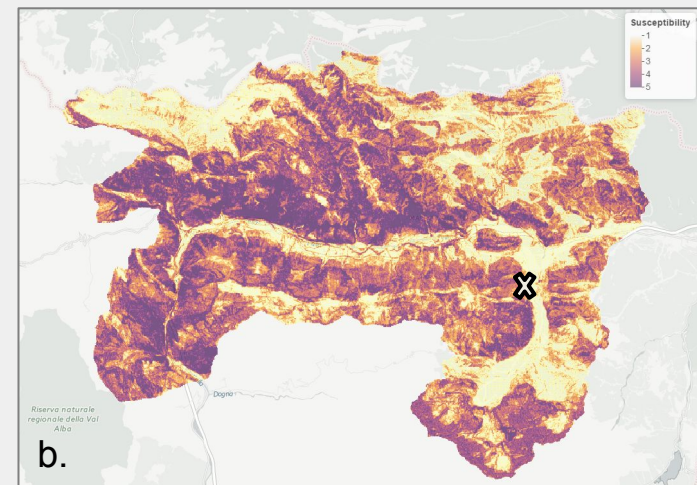 Susceptibility
1
2
3
4
5
Dogna
Riserva naturale
regionale della Val
Alba
b.